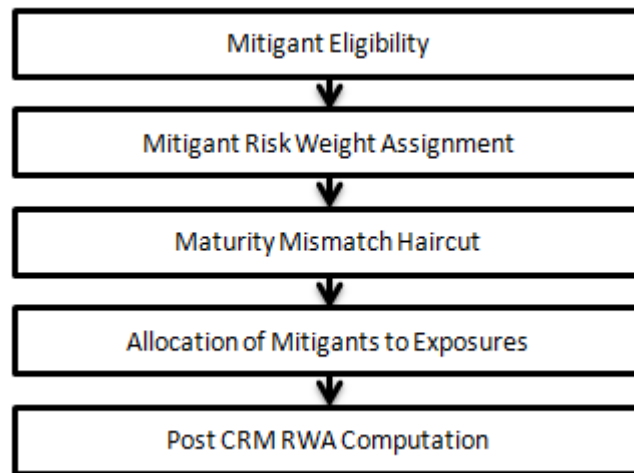 Mitigant Eligibility
Mitigant Risk Weight Assignment
Maturity Mismatch Haircut
Allocation of Mitigants to Exposures
Post CRM RWA Computation